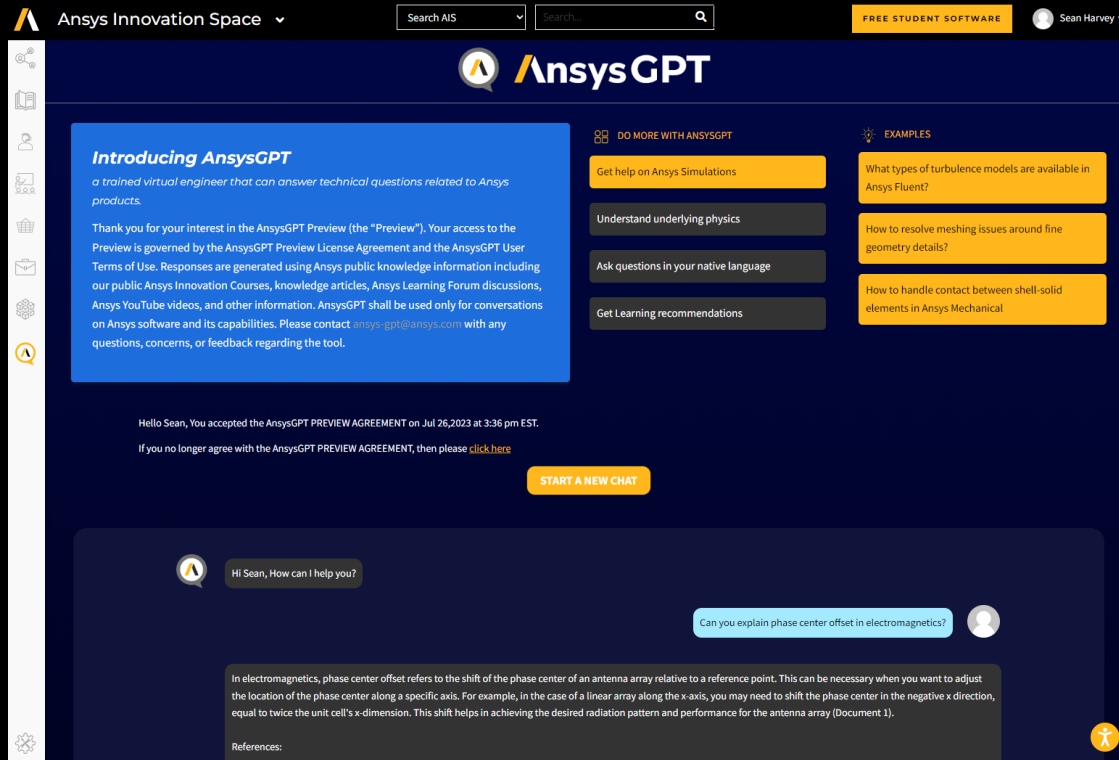 Ansys Innovation Space
Search AIS
Search...
FREE STUDENT SOFTWARE
Sean Harvey
AnsysGPT
Introducing AnsysGPT
a trained virtual engineer that can answer technical questions related to Ansys
products.
Thank you for your interest in the AnsysGPT Preview (the “Preview”). Your access to the
Preview is governed by the AnsysGPT Preview License Agreement and the AnsysGPT User
Terms of Use. Responses are generated using Ansys public knowledge information including
our public Ansys Innovation Courses, knowledge articles, Ansys Learning Forum discussions,
Ansys YouTube videos, and other information. AnsysGPT shall be used only for conversations
on Ansys software and its capabilities. Please contact ansys-gpt@ansys.com with any
questions, concerns, or feedback regarding the tool.
DO MORE WITH ANSYSGPT
Get help on Ansys Simulations
Understand underlying physics
Ask questions in your native language
Get Learning recommendations
EXAMPLES
What types of turbulence models are available in
Ansys Fluent?
How to resolve meshing issues around fine
geometry details?
How to handle contact between shell-solid
elements in Ansys Mechanical
Hello Sean, You accepted the AnsysGPT PREVIEW AGREEMENT on Jul 26,2023 at 3:36 pm EST.
If you no longer agree with the AnsysGPT PREVIEW AGREEMENT, then please click here
START A NEW CHAT
Hi Sean, How can I help you?
Can you explain phase center offset in electromagnetics?
In electromagnetics, phase center offset refers to the shift of the phase center of an antenna array relative to a reference point. This can be necessary when you want to adjust
the location of the phase center along a specific axis. For example, in the case of a linear array along the x-axis, you may need to shift the phase center in the negative x direction,
equal to twice the unit cell's x-dimension. This shift helps in achieving the desired radiation pattern and performance for the antenna array (Document 1).
References: